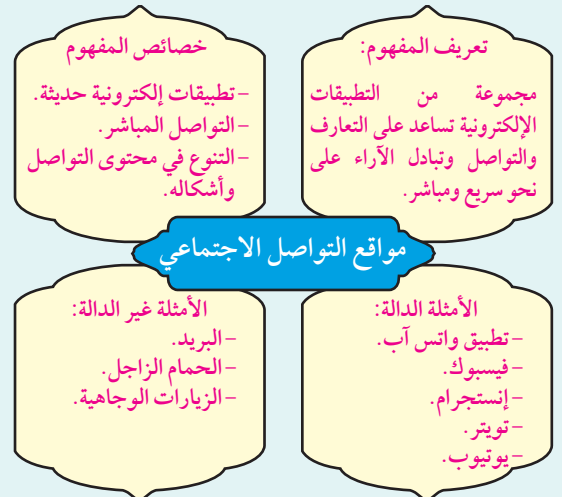 تعريف المفهوم:
مجموعة من التطبيقات
الإلكترونية تساعد على التعارف
والتواصل وتبادل الآراء على
نحو سريع ومباشر.
خصائص المفهوم
-تطبيقات إلكترونية حديثة.
-التواصل المباشر.
-التنوع في محتوى التواصل
وأشكاله.
مواقع التواصل الاجتماعي
الأمثلة الدالة:
-تطبيق واتس آب.
-فيسبوك.
-إنستجرام.
-تويتر.
-يوتيوب.
الأمثلة غير الدالة:
-البريد.
-الحمام الزاجل.
-الزيارات الوجاهية.